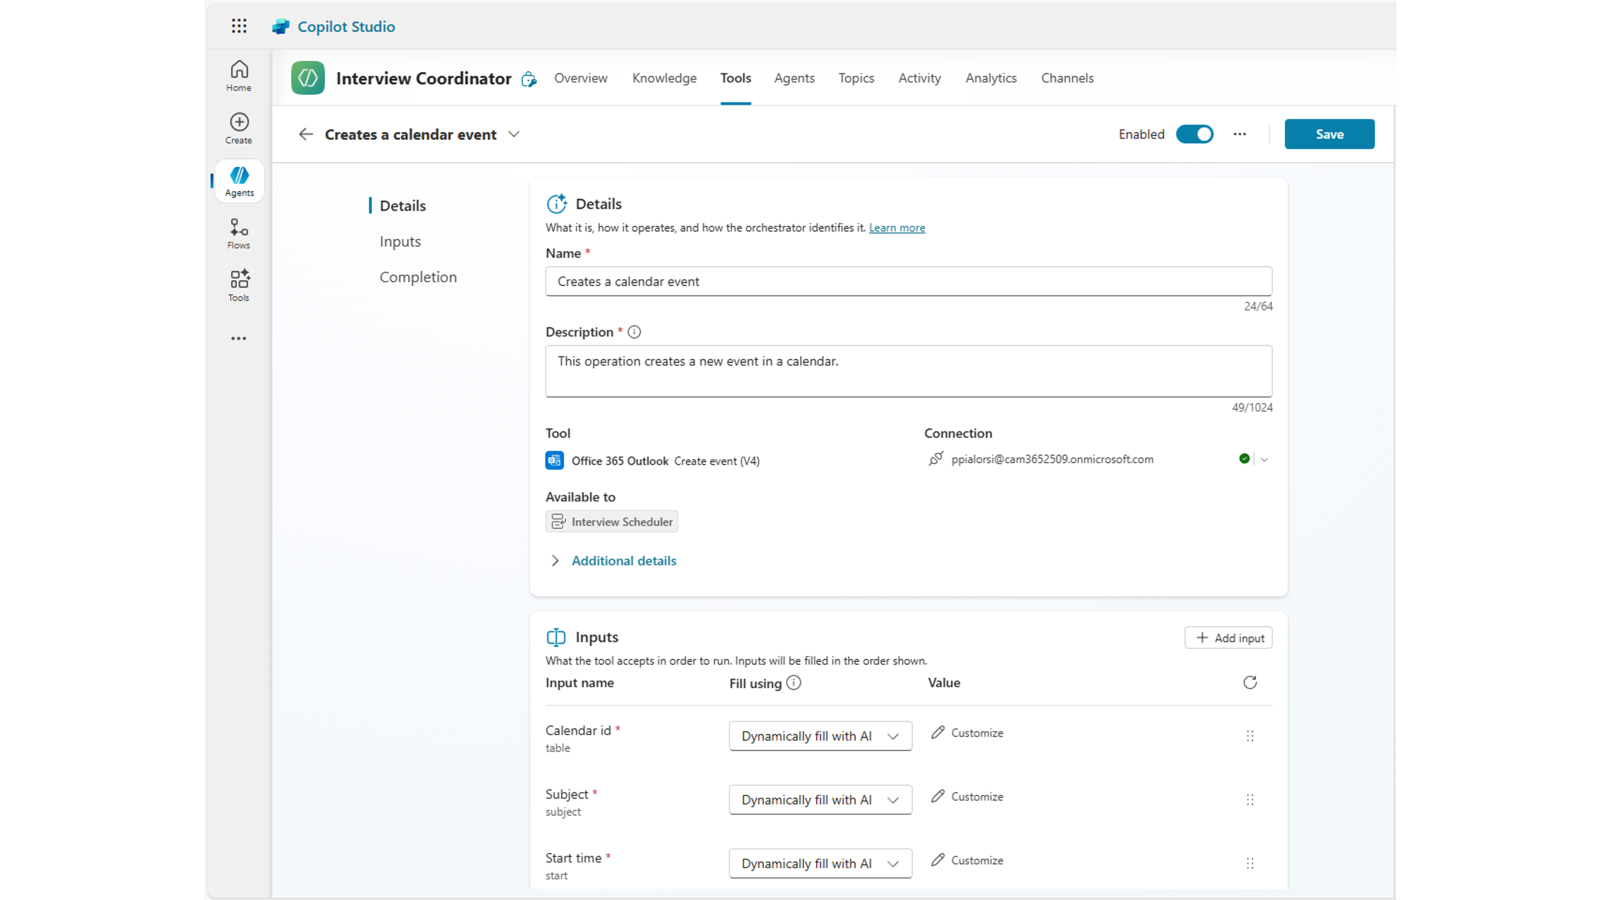 Copilot Studio
Home
Create
Agents
Flows
Tools
Interview Coordinator
Overview Knowledge Tools Agents Topics Activity Analytics Channels
Creates a calendar event
Enabled
Save
Details
Inputs
Completion
Details
What it is, how it operates, and how the orchestrator identifies it. Learn more
Name *
Creates a calendar event
24/64
Description *
This operation creates a new event in a calendar.
49/1024
Tool
Office 365 Outlook Create event (V4)
Connection
ppialorsi@cam3652509.onmicrosoft.com
Available to
Interview Scheduler
Additional details
Inputs
Add input
What the tool accepts in order to run. Inputs will be filled in the order shown.
Input name Fill using Value
Calendar id * Dynamically fill with AI Customize
table
Subject * Dynamically fill with AI Customize
subject
Start time * Dynamically fill with AI Customize
start